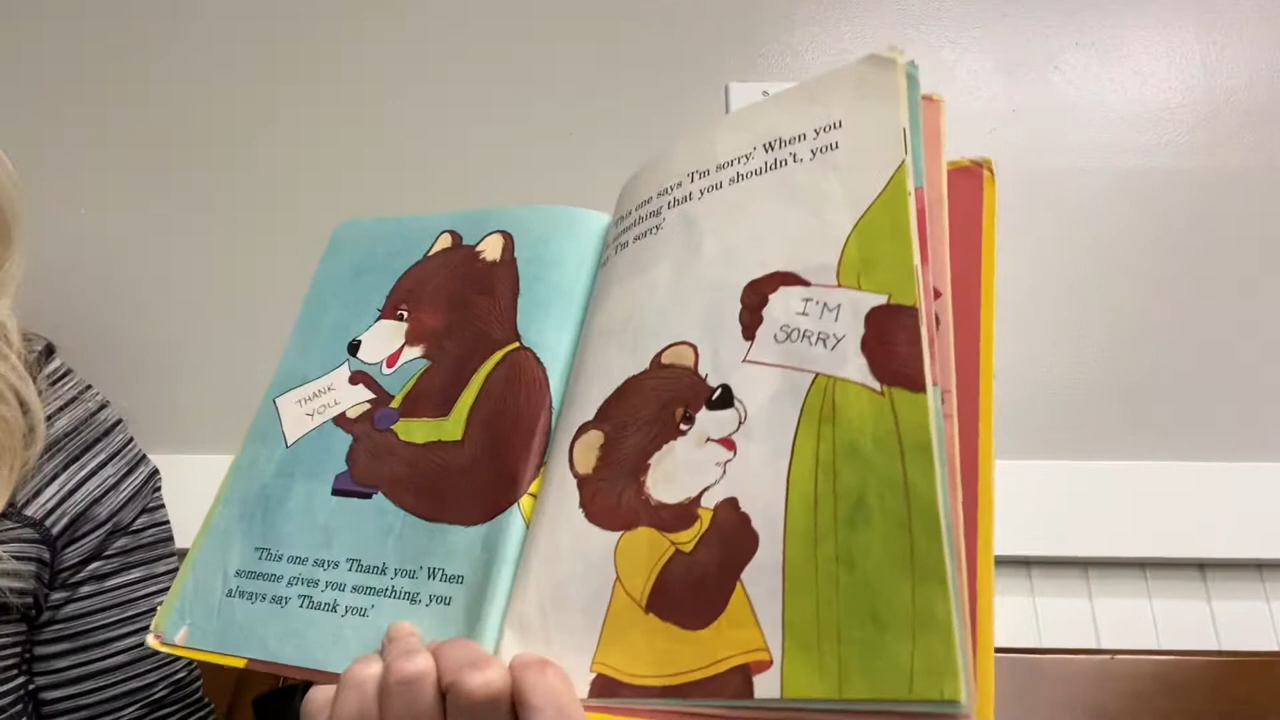 THANK
YOU
"This one says 'Thank you.' When
someone gives you something, you
always say 'Thank you.'
This one says 'I'm sorry.' When you
something that you shouldn't, you
'I'm sorry.'
I'M
SORRY